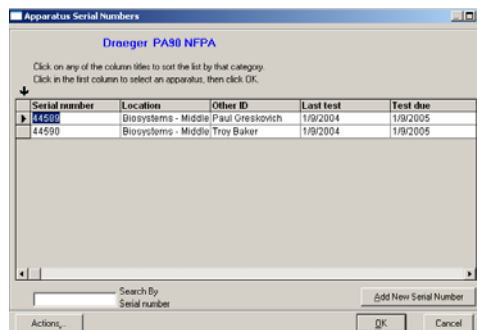 Apparatus Serial Numbers
Draeger PA90 NFPA
Click on any of the column titles to sort the list by that category.
Click in the first column to select an apparatus, then click OK.
Serial number Location Other ID Last test Test due
44589 Biosystems - Middle Paul Greskovich 1/9/2004 1/9/2005
44590 Biosystems - Middle Troy Baker 1/9/2004 1/9/2005
Search By
Serial number
Add New Serial Number
Actions...
OK
Cancel